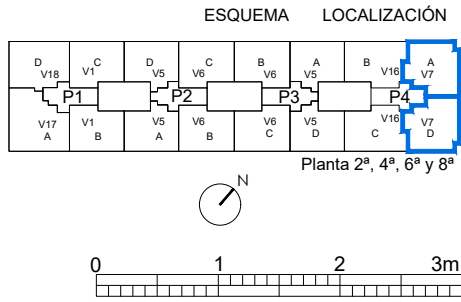 ESQUEMA LOCALIZACIÓN
D C D C B A B A
V18 V1 V5 V6 V6 V5 V16 V7
P1 P2 P3 P4
V17 V1 V5 V6 V6 V5 V16 V7
A B A B C D C D
Planta 2ª, 4ª, 6ª y 8ª
N
0 1 2 3m